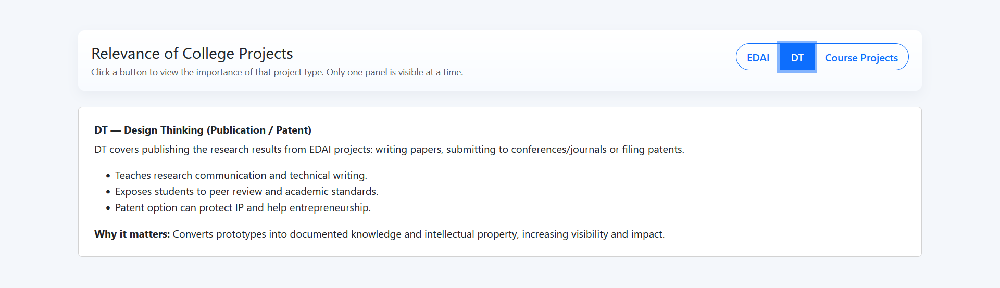 Relevance of College Projects
Click a button to view the importance of that project type. Only one panel is visible at a time.
EDAI
DT
Course Projects
DT — Design Thinking (Publication / Patent)
DT covers publishing the research results from EDAI projects: writing papers, submitting to conferences/journals or filing patents.
• Teaches research communication and technical writing.
• Exposes students to peer review and academic standards.
• Patent option can protect IP and help entrepreneurship.
Why it matters: Converts prototypes into documented knowledge and intellectual property, increasing visibility and impact.